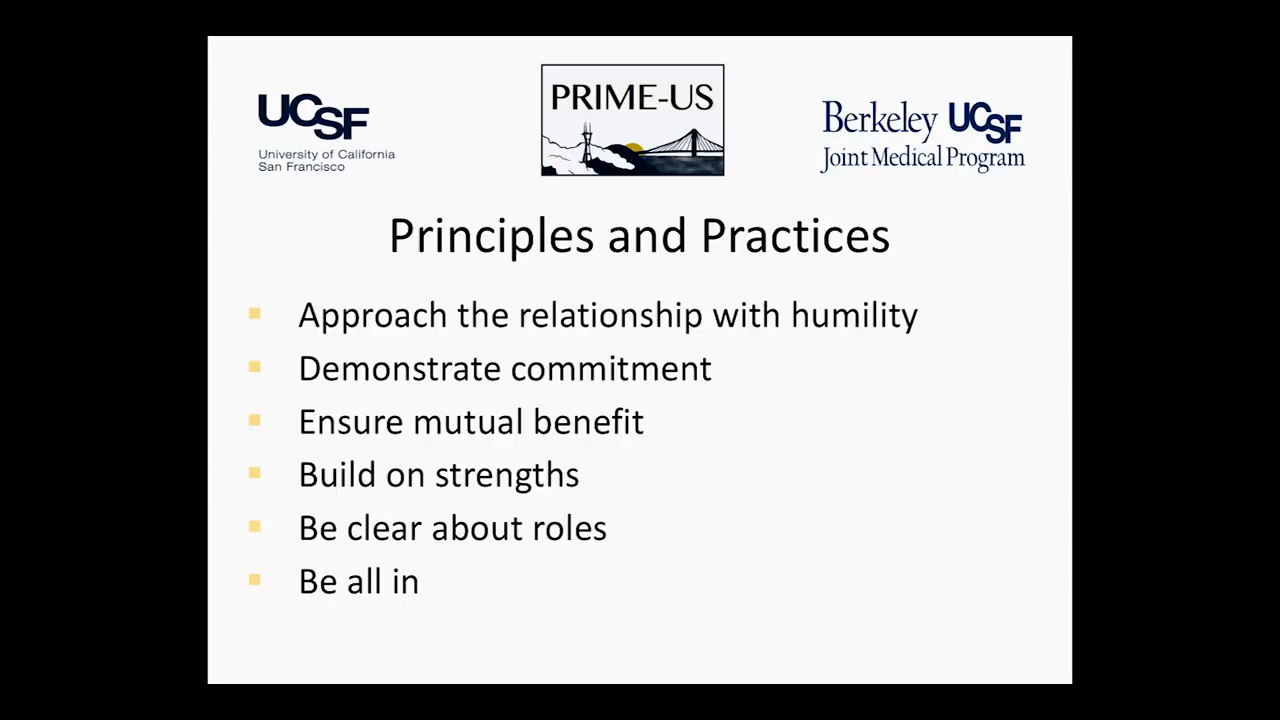 UCSF
University of California
San Francisco
PRIME-US
Berkeley UCSF
Joint Medical Program
Principles and Practices
Approach the relationship with humility
Demonstrate commitment
Ensure mutual benefit
Build on strengths
Be clear about roles
Be all in